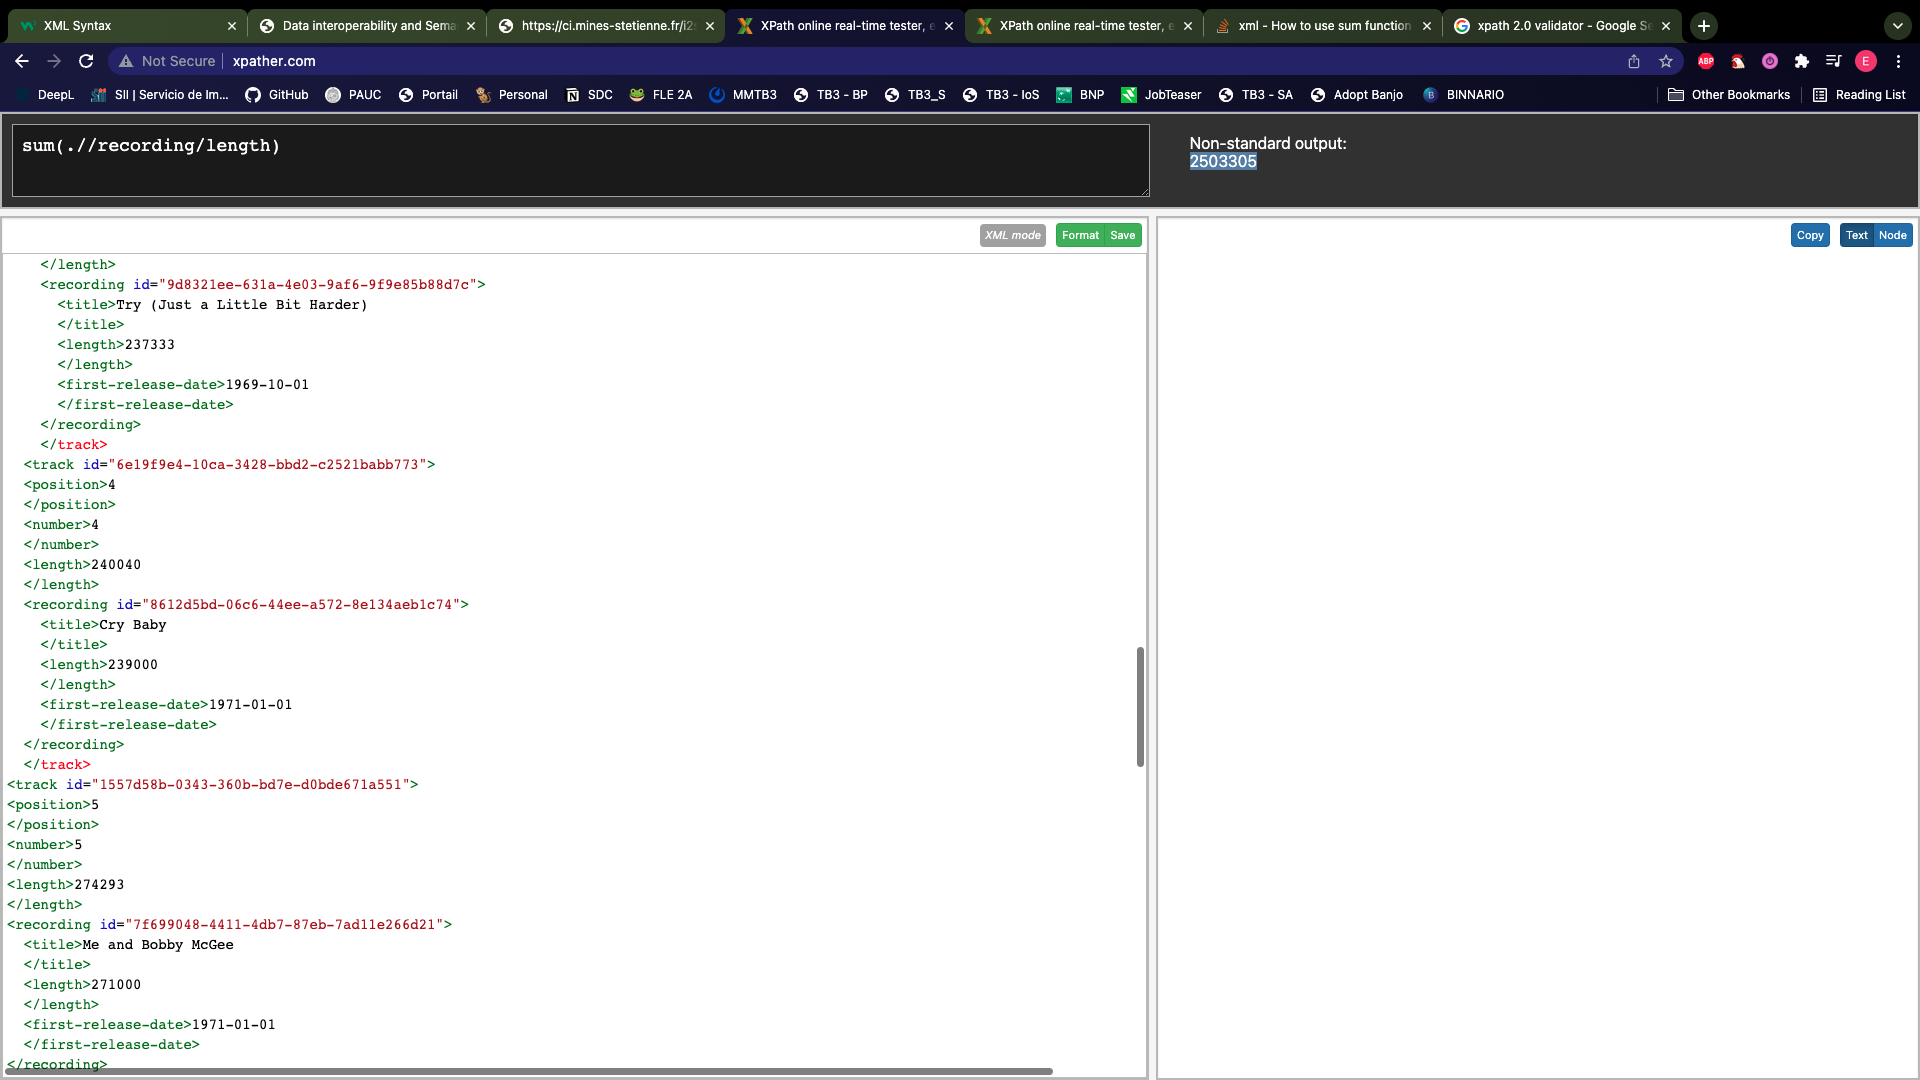 XML Syntax
Data interoperability and Sema
https://ci.mines-stetienne.fr/i2s
XPath online real-time tester, e
XPath online real-time tester, e
xml - How to use sum function
xpath 2.0 validator - Google Se
Not Secure
xpather.com
ABP
E
DeepL
SII | Servicio de Im...
GitHub
PAUC
Portail
Personal
SDC
FLE 2A
MMTB3
TB3 - BP
TB3_S
TB3 - IoS
BNP
JobTeaser
TB3 - SA
Adopt Banjo
BINNARIO
Other Bookmarks
Reading List
sum(.//recording/length)
Non-standard output:
2503305
XML mode
Format
Save
Copy
Text
Node
</length>
<recording id="9d8321ee-631a-4e03-9af6-9f9e85b88d7c">
<title>Try (Just a Little Bit Harder)
</title>
<length>237333
</length>
<first-release-date>1969-10-01
</first-release-date>
</recording>
</track>
<track id="6e19f9e4-10ca-3428-bbd2-c2521babb773">
<position>4
</position>
<number>4
</number>
<length>240040
</length>
<recording id="8612d5bd-06c6-44ee-a572-8e134aeb1c74">
<title>Cry Baby
</title>
<length>239000
</length>
<first-release-date>1971-01-01
</first-release-date>
</recording>
</track>
<track id="1557d58b-0343-360b-bd7e-d0bde671a551">
<position>5
</position>
<number>5
</number>
<length>274293
</length>
<recording id="7f699048-4411-4db7-87eb-7ad11e266d21">
<title>Me and Bobby McGee
</title>
<length>271000
</length>
<first-release-date>1971-01-01
</first-release-date>
</recording>